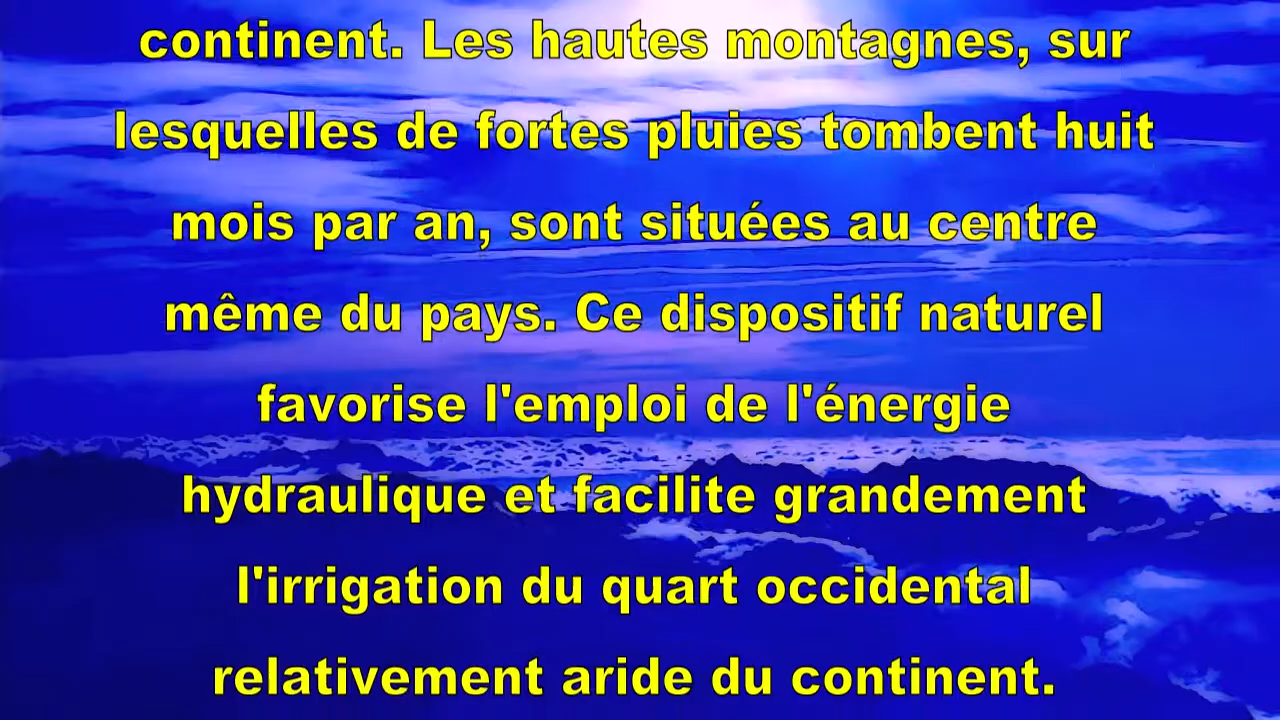 continent. Les hautes montagnes, sur
lesquelles de fortes pluies tombent huit
mois par an, sont situées au centre
même du pays. Ce dispositif naturel
favorise l'emploi de l'énergie
hydraulique et facilite grandement
l'irrigation du quart occidental
relativement aride du continent.